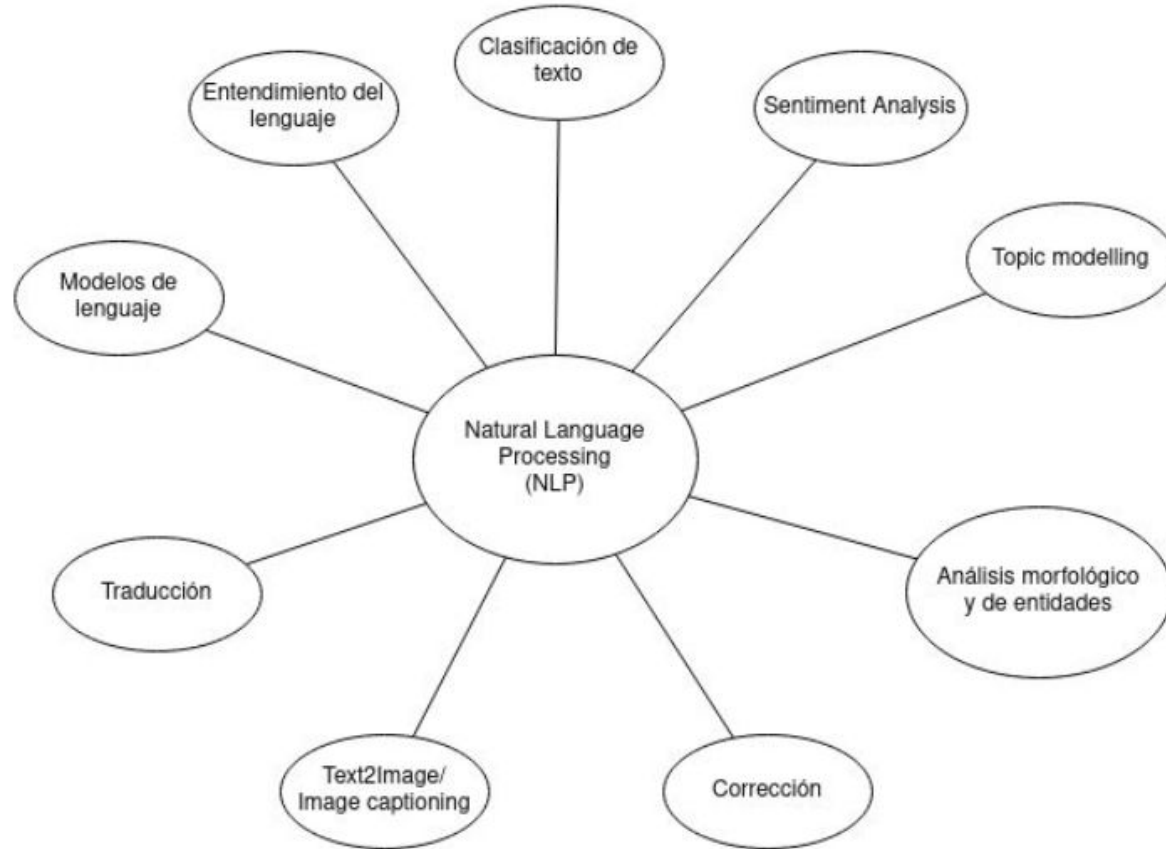 Clasificación de
texto
Entendimiento del
lenguaje
Sentiment Analysis
Topic modelling
Modelos de
lenguaje
Natural Language
Processing
(NLP)
Análisis morfológico
y de entidades
Traducción
Text2Image/
Image captioning
Corrección